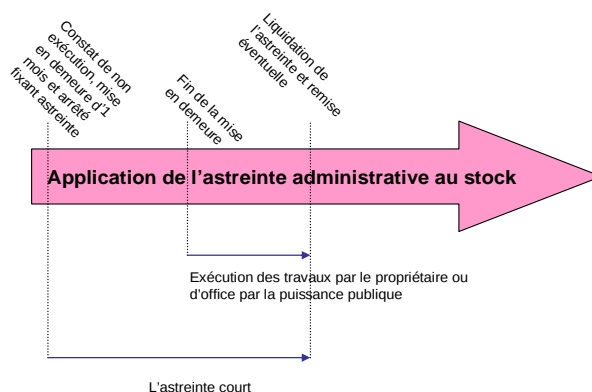 Constat de non
exécution, mise
en demeure d'1
mois et arrêté
fixant astreinte
Fin de la mise
en demeure
Liquidation de
l'astreinte et remise
éventuelle
Application de l'astreinte administrative au stock
Exécution des travaux par le propriétaire ou
d'office par la puissance publique
L'astreinte court